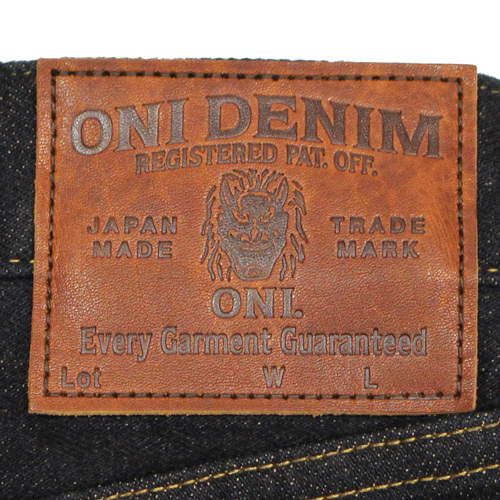 ONI DENIM
REGISTERED PAT. OFF.
JAPAN MADE TRADE MARK
ONI.
Every Garment Guaranteed
Lot W L